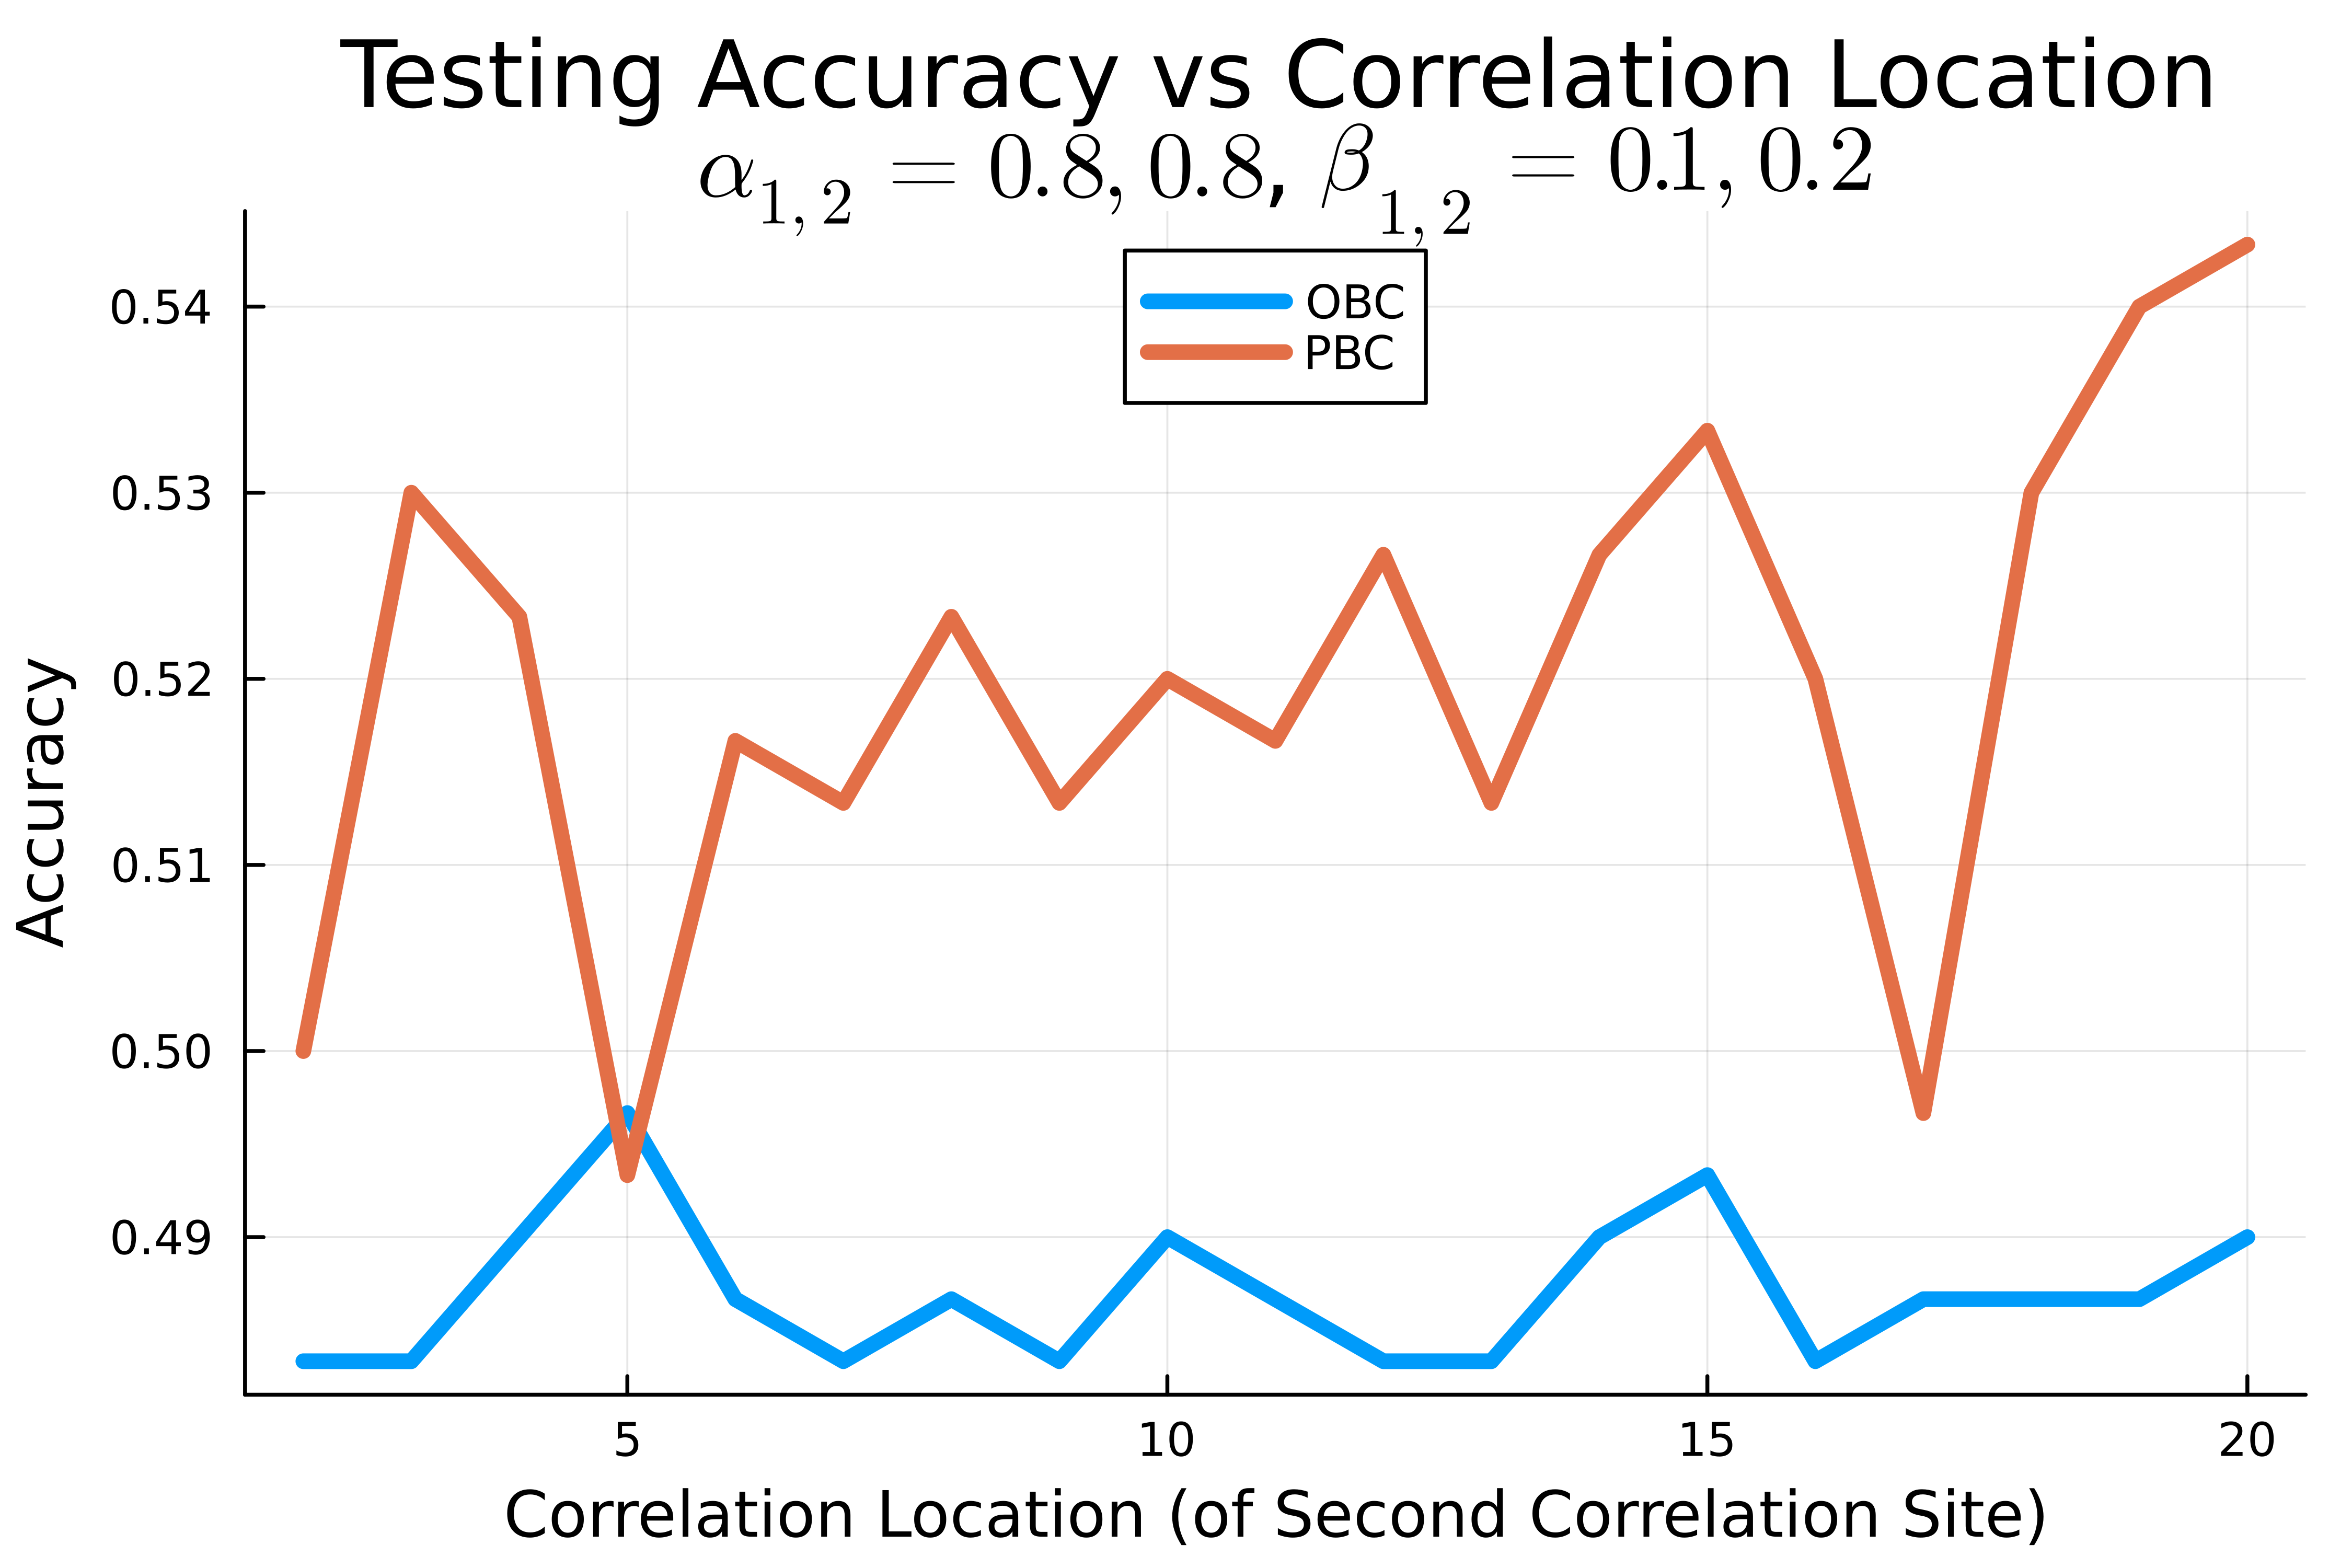 Testing Accuracy vs Correlation Location
α1,2 = 0.8, 0.8, β1,2 = 0.1, 0.2
OBC
PBC
0.54
0.53
0.52
0.51
0.50
0.49
Accuracy
5 10 15 20
Correlation Location (of Second Correlation Site)